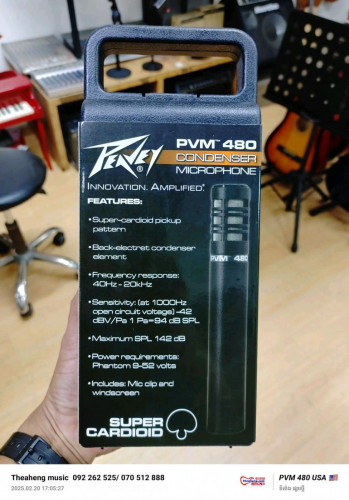 PEAVEY®
PVM™ 480
CONDENSER
MICROPHONE
INNOVATION. AMPLIFIED.®
FEATURES:
•Super-cardioid pickup
pattern
•Back-electret condenser
element
•Frequency response:
40Hz - 20kHz
•Sensitivity: (at 1000Hz
open circuit voltage) -42
dBV/Pa 1 Pa=94 dB SPL
•Maximum SPL 142 dB
•Power requirements:
Phantom 9-52 volts
•Includes: Mic clip and
windscreen
PVM™ 480
SUPER
CARDIOID
Theaheng music 092 262 525/ 070 512 888
2025.02.20 17:05:37
PVM 480 USA